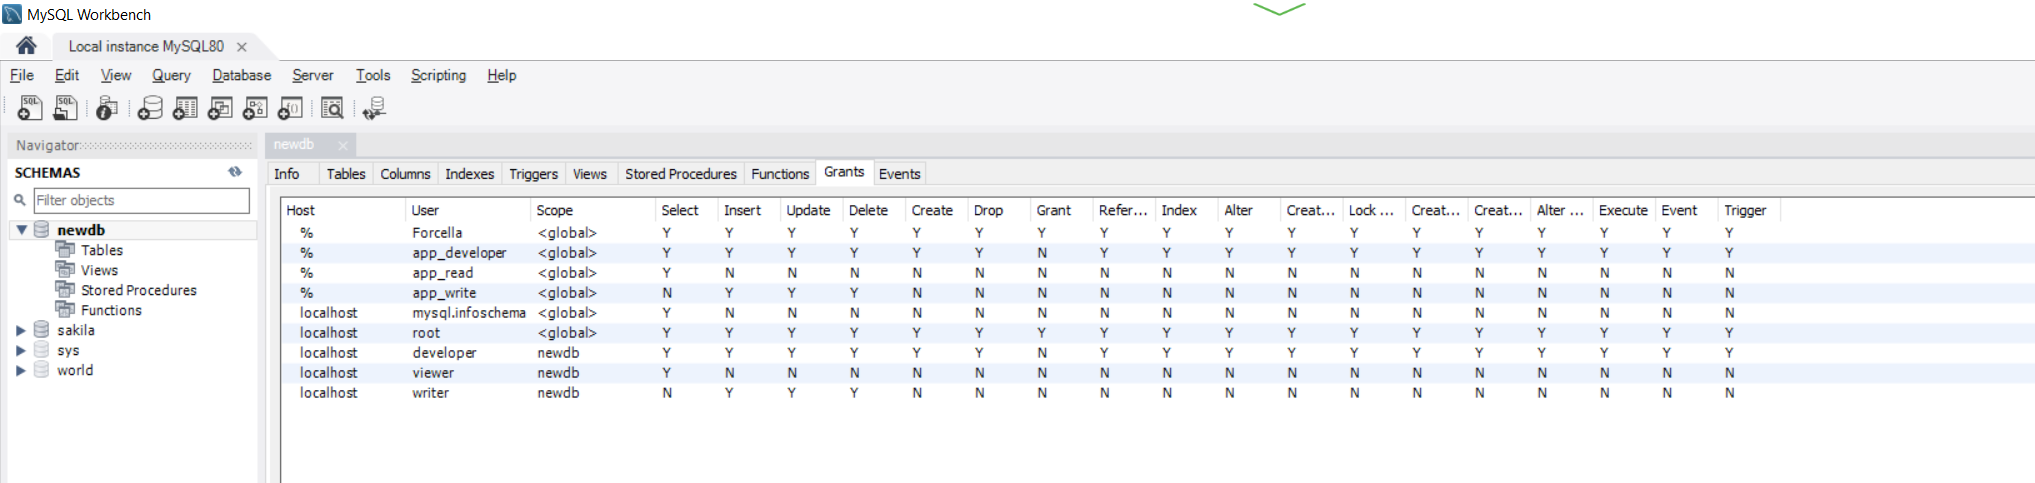 MySQL Workbench
Local instance MySQL80
File Edit View Query Database Server Tools Scripting Help
Navigator
newdb
SCHEMAS
Filter objects
newdb
Tables
Views
Stored Procedures
Functions
sakila
sys
world
Info Tables Columns Indexes Triggers Views Stored Procedures Functions Grants Events
Host User Scope Select Insert Update Delete Create Drop Grant Refer... Index Alter Creat... Lock ... Creat... Creat... Alter ... Execute Event Trigger
% Forcella <global> Y Y Y Y Y Y Y Y Y Y Y Y Y Y Y Y Y Y
% app_developer <global> Y Y Y Y Y Y N Y Y Y Y Y Y Y Y Y Y Y
% app_read <global> Y N N N N N N N N N N N N N N N N N
% app_write <global> N Y Y Y N N N N N N N N N N N N N N
localhost mysql.infoschema <global> Y N N N N N N N N N N N N N N N N N
localhost root <global> Y Y Y Y Y Y Y Y Y Y Y Y Y Y Y Y Y Y
localhost developer newdb Y Y Y Y Y Y N Y Y Y Y Y Y Y Y Y Y Y
localhost viewer newdb Y N N N N N N N N N N N N N N N N N
localhost writer newdb N Y Y Y N N N N N N N N N N N N N N